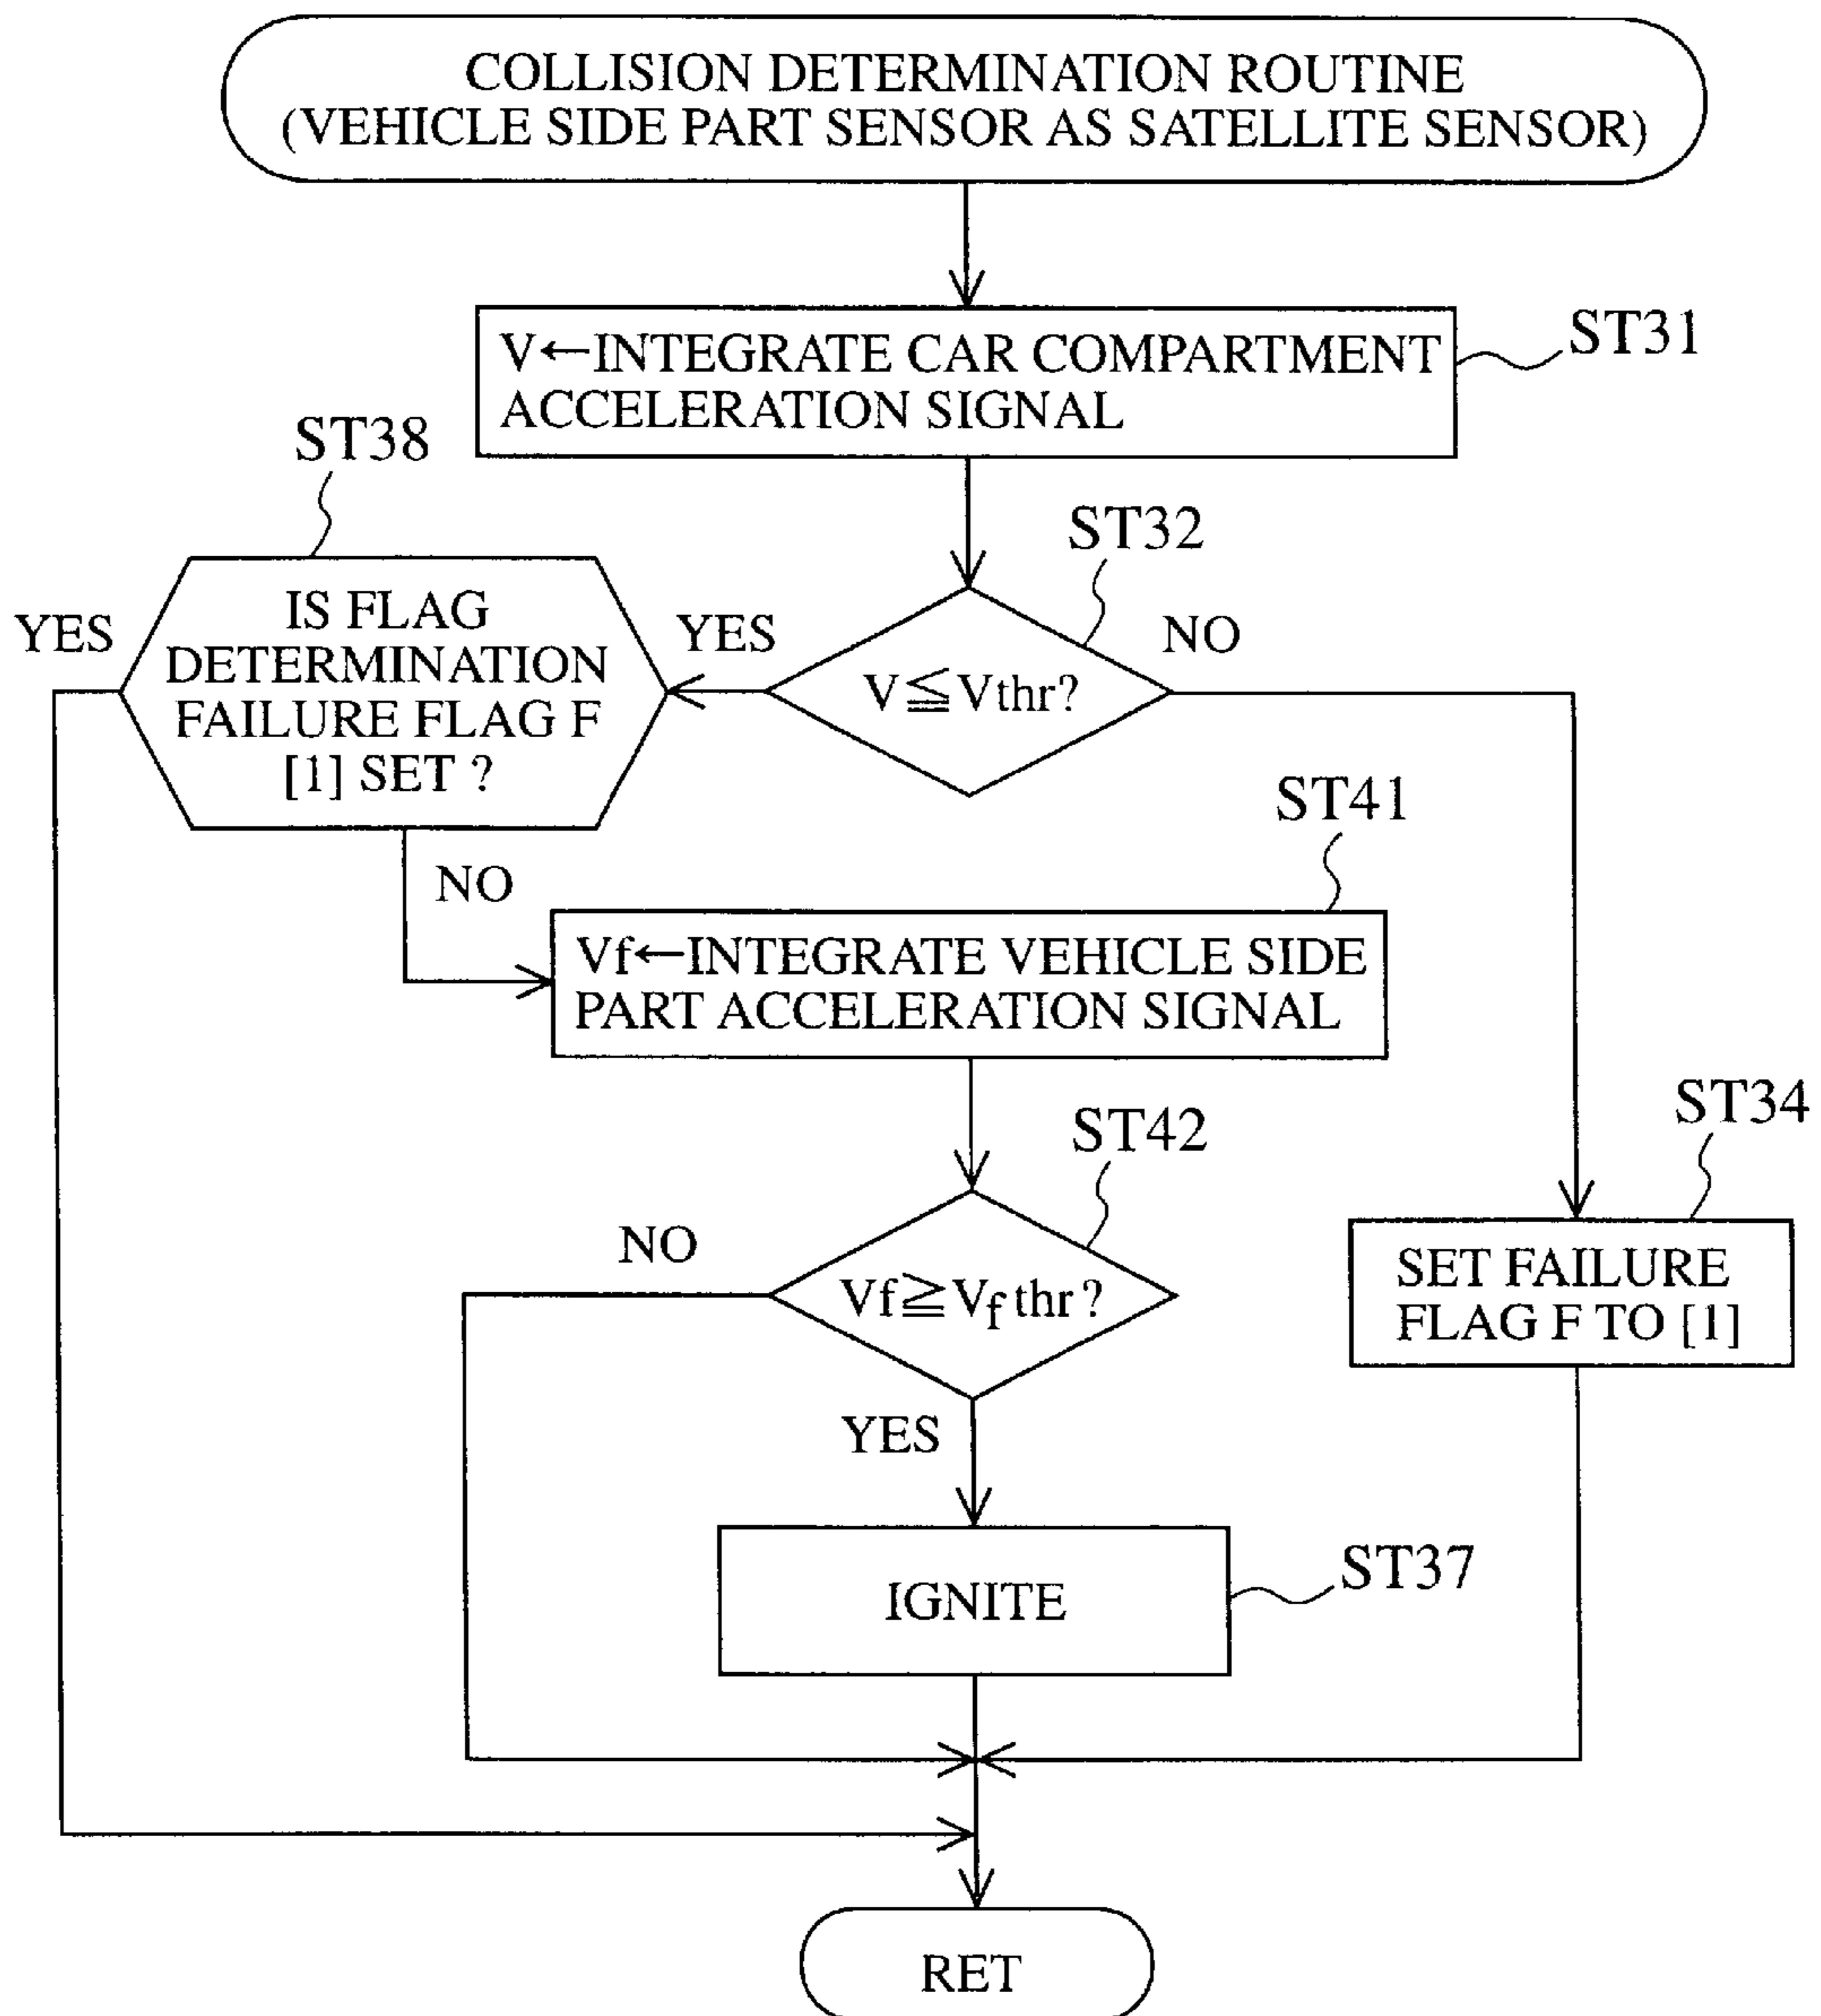 COLLISION DETERMINATION ROUTINE
(VEHICLE SIDE PART SENSOR AS SATELLITE SENSOR)
V←INTEGRATE CAR COMPARTMENT
ACCELERATION SIGNAL
ST31
ST38
ST32
YES
IS FLAG
DETERMINATION
FAILURE FLAG F
[1] SET ?
YES
V≦Vthr?
NO
ST41
NO
Vf←INTEGRATE VEHICLE SIDE
PART ACCELERATION SIGNAL
ST42
ST34
NO
Vf≧Vf thr?
SET FAILURE
FLAG F TO [1]
YES
IGNITE
ST37
RET